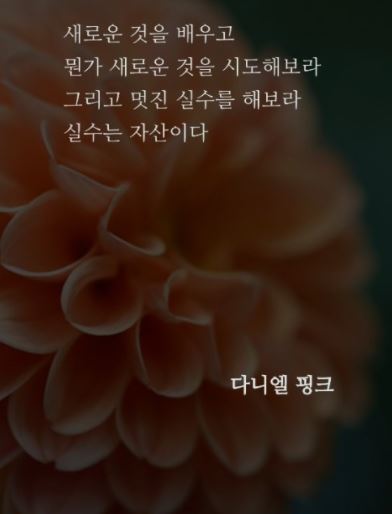 새로운 것을 배우고
뭔가 새로운 것을 시도해보라
그리고 멋진 실수를 해보라
실수는 자산이다
다니엘 핑크